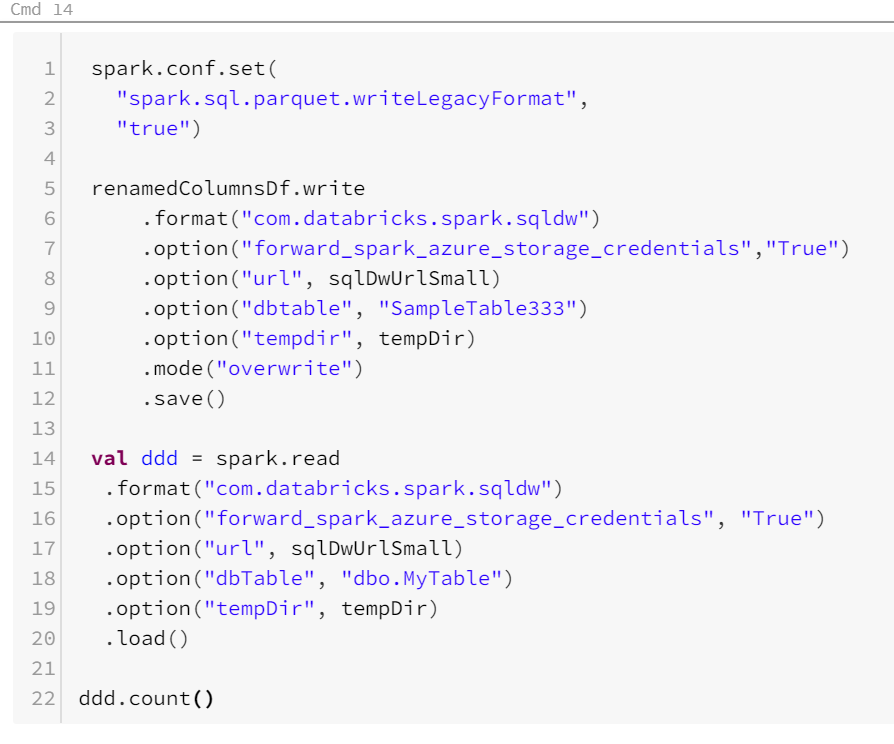 Cmd 14
1 spark.conf.set(
2 "spark.sql.parquet.writeLegacyFormat",
3 "true")
4
5 renamedColumnsDf.write
6 .format("com.databricks.spark.sqldw")
7 .option("forward_spark_azure_storage_credentials","True")
8 .option("url", sqlDwUrlSmall)
9 .option("dbtable", "SampleTable333")
10 .option("tempdir", tempDir)
11 .mode("overwrite")
12 .save()
13
14 val ddd = spark.read
15 .format("com.databricks.spark.sqldw")
16 .option("forward_spark_azure_storage_credentials", "True")
17 .option("url", sqlDwUrlSmall)
18 .option("dbTable", "dbo.MyTable")
19 .option("tempDir", tempDir)
20 .load()
21
22 ddd.count()